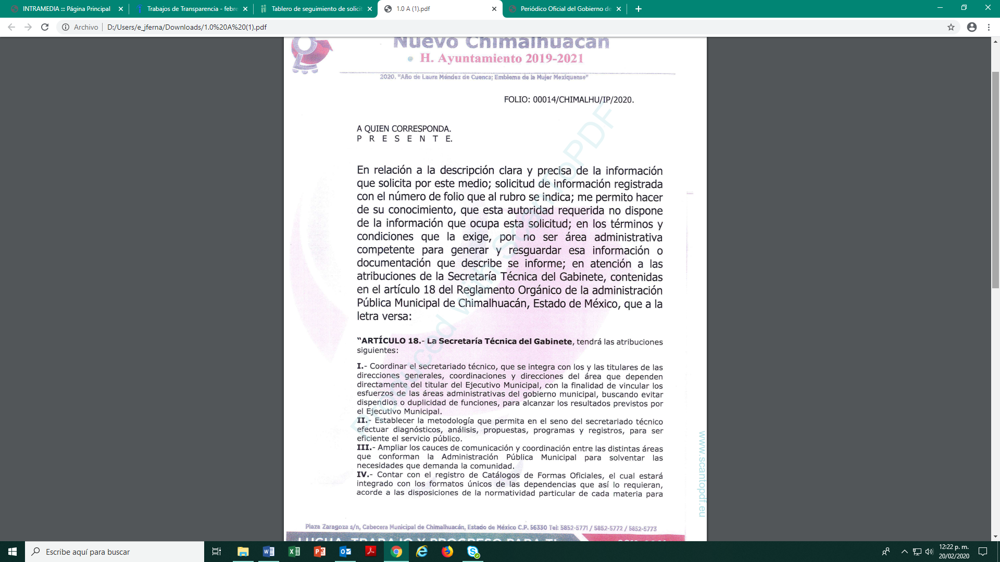 INTRAMEDIA ::: Página Principal
Trabajos de Transparencia - febre
Tablero de seguimiento de solicit
1.0 A (1).pdf
Periódico Oficial del Gobierno de
Archivo
D:/Users/e_jferna/Downloads/1.0%20A%20(1).pdf
Nuevo Chimalhuacán
H. Ayuntamiento 2019-2021
2020. "Año de Laura Méndez de Cuenca; Emblema de la Mujer Mexiquense"
FOLIO: 00014/CHIMALHU/IP/2020.
A QUIEN CORRESPONDA.
P R E S E N T E.
En relación a la descripción clara y precisa de la información
que solicita por este medio; solicitud de información registrada
con el número de folio que al rubro se indica; me permito hacer
de su conocimiento, que esta autoridad requerida no dispone
de la información que ocupa esta solicitud; en los términos y
condiciones que la exige, por no ser área administrativa
competente para generar y resguardar esa información o
documentación que describe se informe; en atención a las
atribuciones de la Secretaría Técnica del Gabinete, contenidas
en el artículo 18 del Reglamento Orgánico de la administración
Pública Municipal de Chimalhuacán, Estado de México, que a la
letra versa:
"ARTÍCULO 18.- La Secretaría Técnica del Gabinete, tendrá las atribuciones
siguientes:
I.- Coordinar el secretariado técnico, que se integra con los y las titulares de las
direcciones generales, coordinaciones y direcciones del área que dependen
directamente del titular del Ejecutivo Municipal, con la finalidad de vincular los
esfuerzos de las áreas administrativas del gobierno municipal, buscando evitar
dispendios o duplicidad de funciones, para alcanzar los resultados previstos por
el Ejecutivo Municipal.
II.- Establecer la metodología que permita en el seno del secretariado técnico
efectuar diagnósticos, análisis, propuestas, programas y registros, para ser
eficiente el servicio público.
III.- Ampliar los cauces de comunicación y coordinación entre las distintas áreas
que conforman la Administración Pública Municipal para solventar las
necesidades que demanda la comunidad.
IV.- Contar con el registro de Catálogos de Formas Oficiales, el cual estará
integrado con los formatos únicos de las dependencias que así lo requieran,
acorde a las disposiciones de la normatividad particular de cada materia para
Produced with ScanToPDF
www.scantopdf.eu
Plaza Zaragoza s/n, Cabecera Municipal de Chimalhuacán, Estado de México C.P. 56330 Tel: 5852-5771 / 5852-5772 / 5852-5773
LUCHA, TRABAJO Y PROGRESO PARA TI
2019-2021
Escribe aquí para buscar
12:22 p. m.
20/02/2020